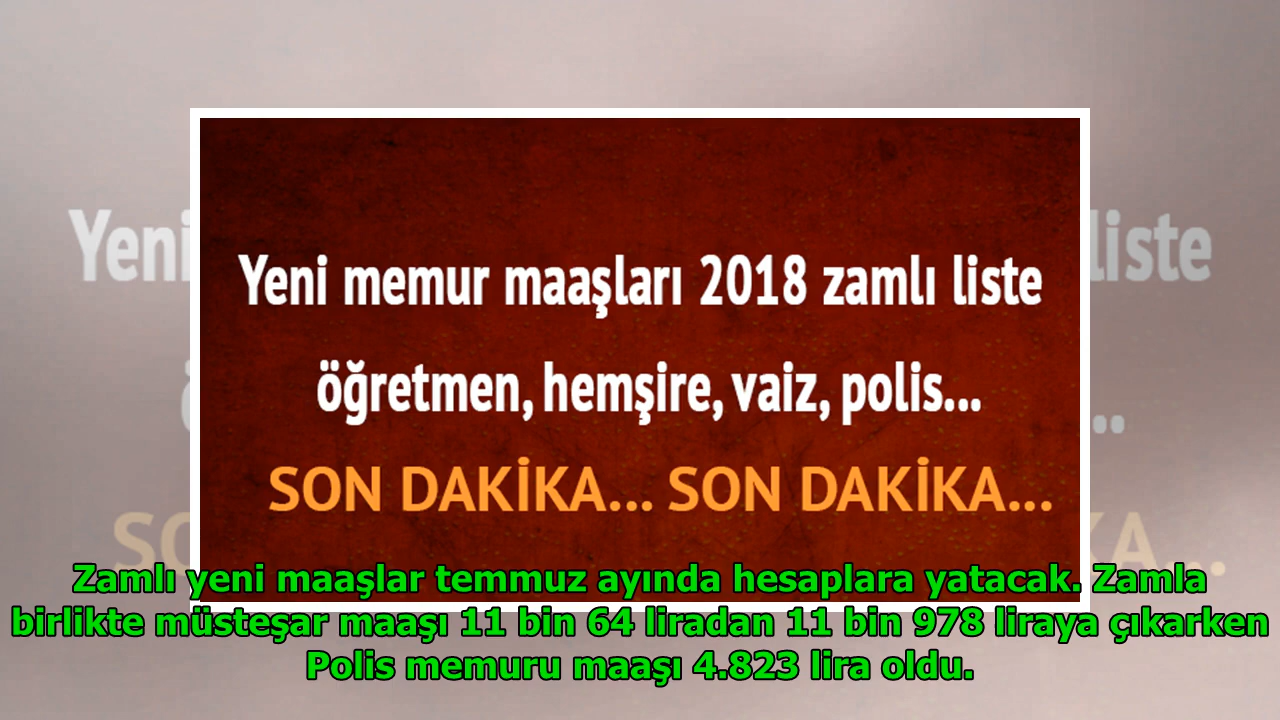 Yeni memur maaşları 2018 zamlı liste
öğretmen, hemşire, vaiz, polis...
SON DAKİKA... SON DAKİKA...
Zamlı yeni maaşlar temmuz ayında hesaplara yatacak. Zamla
birlikte müsteşar maaşı 11 bin 64 liradan 11 bin 978 liraya çıkarken
Polis memuru maaşı 4.823 lira oldu.